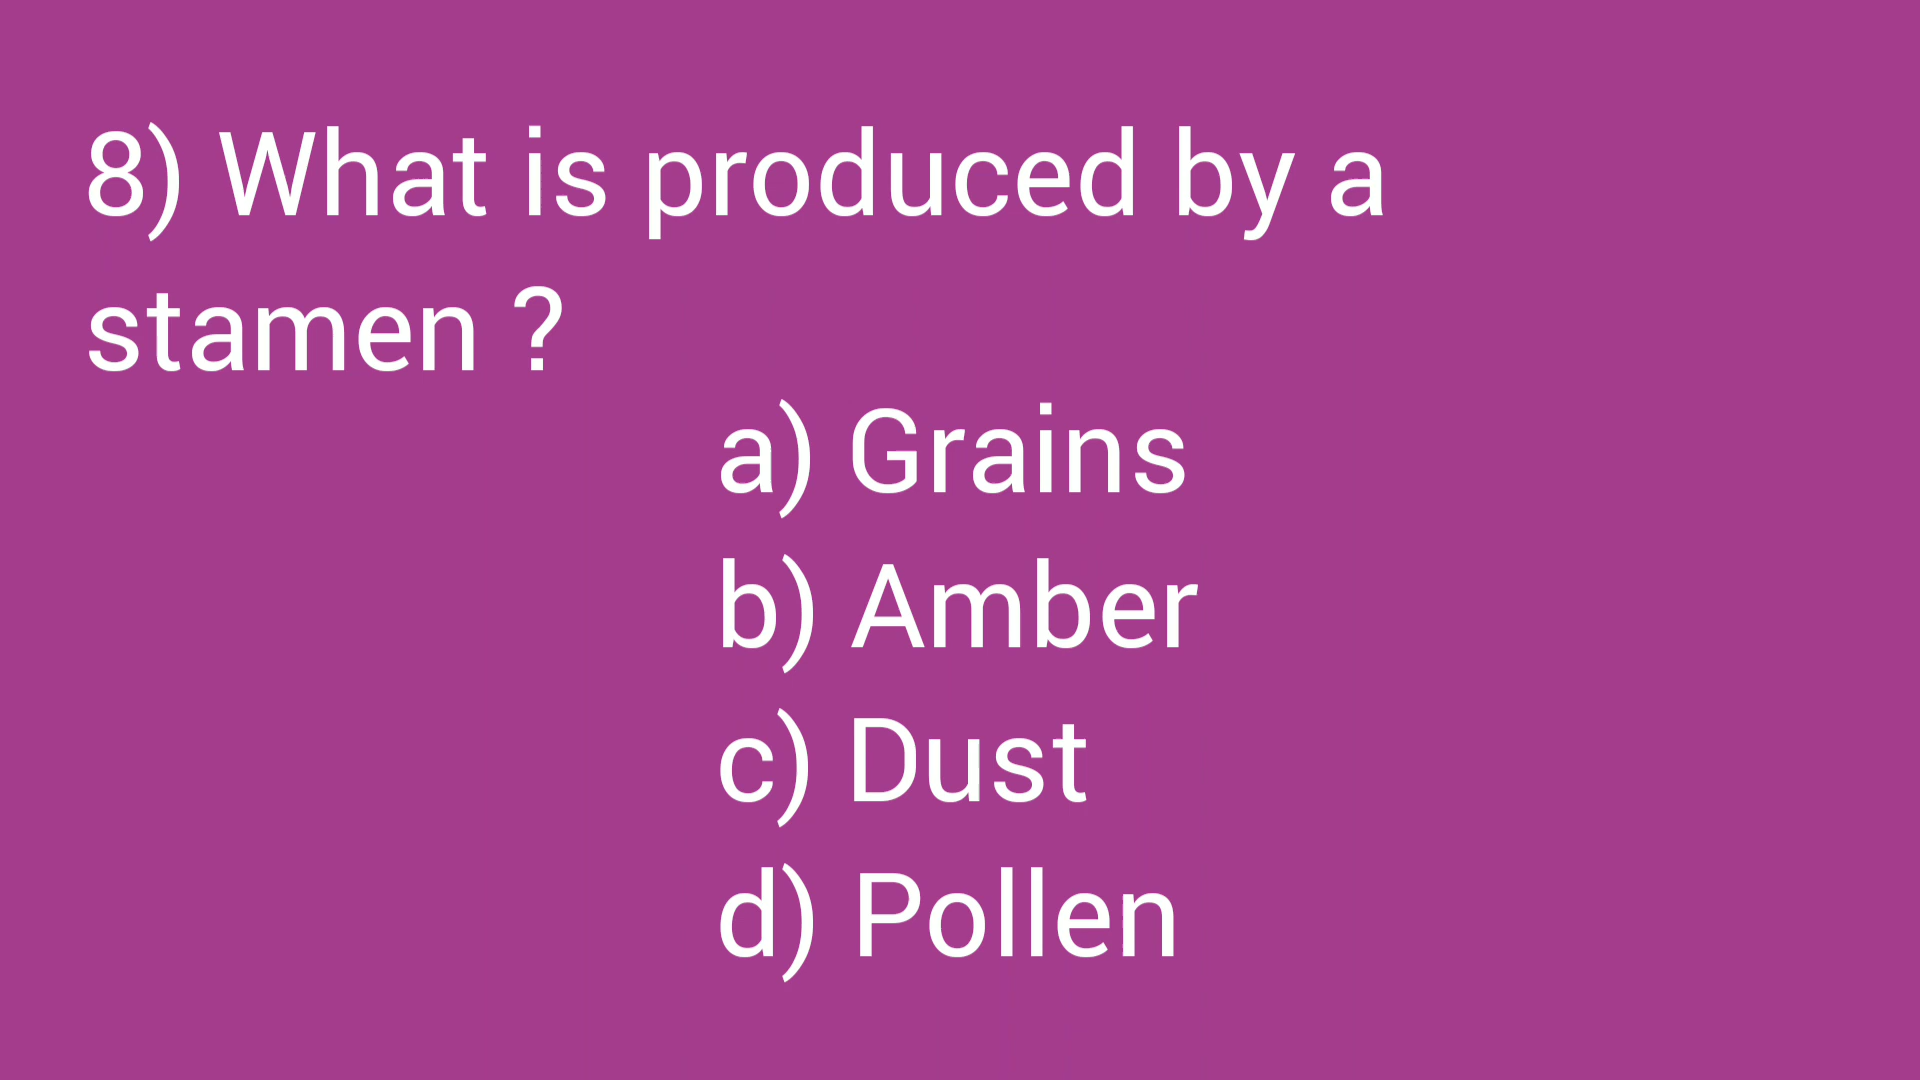 8) What is produced by a
stamen ?
a) Grains
b) Amber
c) Dust
d) Pollen